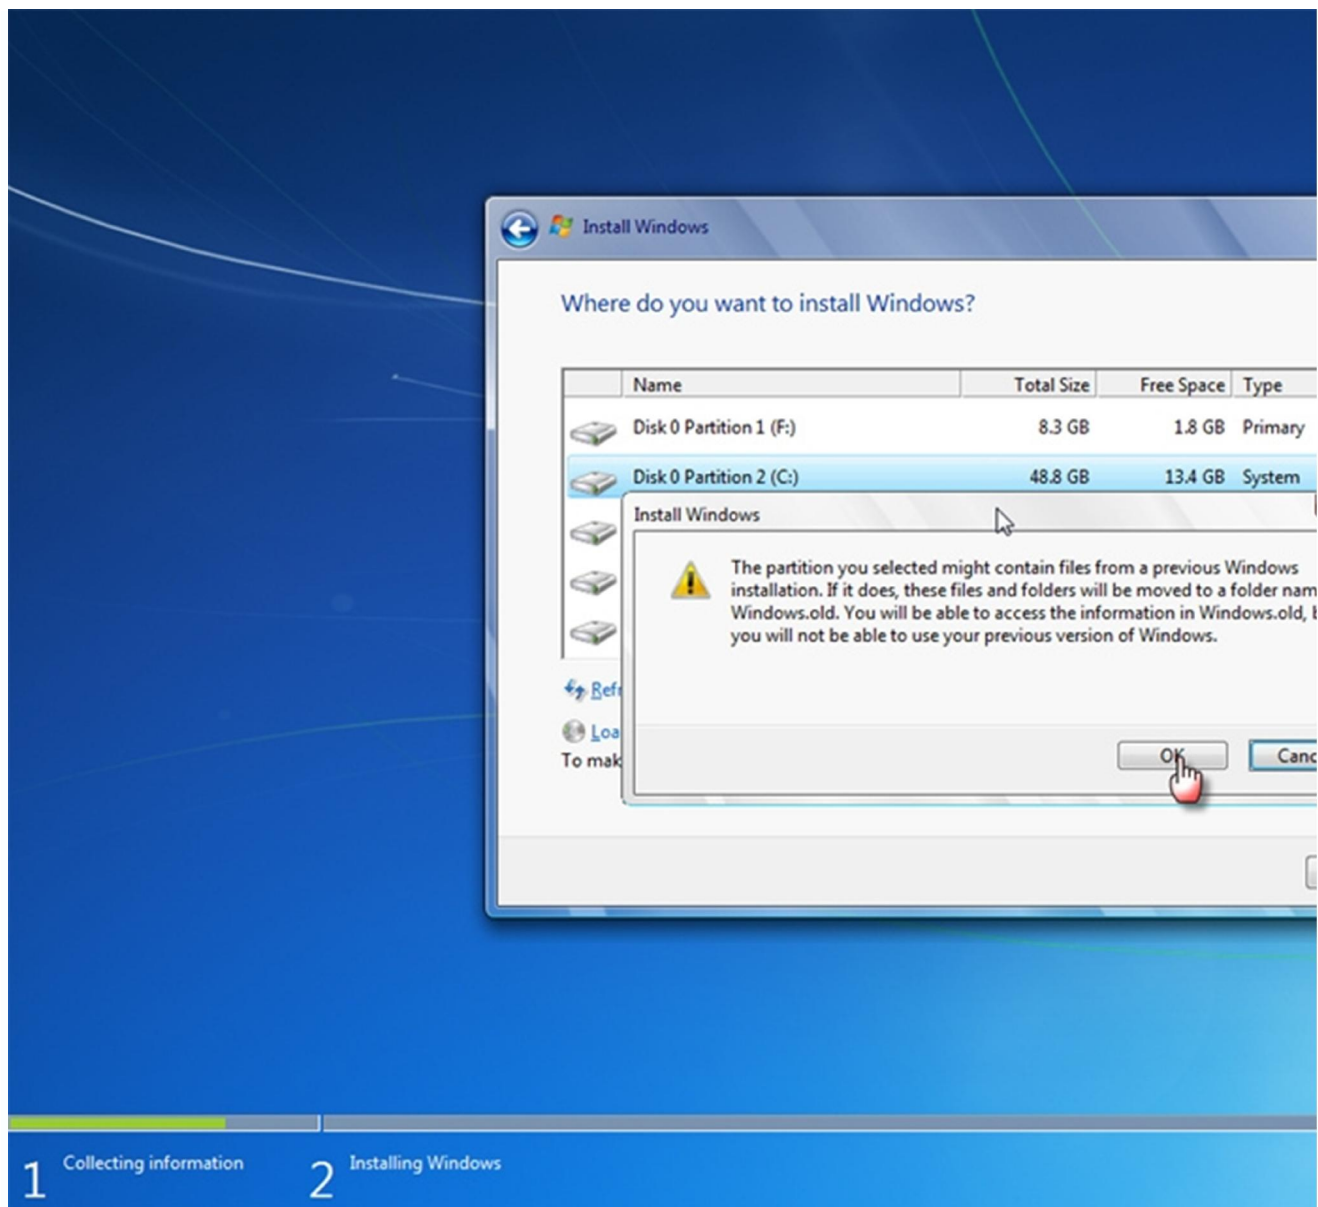 Install Windows
Where do you want to install Windows?
Name Total Size Free Space Type
Disk 0 Partition 1 (F:) 8.3 GB 1.8 GB Primary
Disk 0 Partition 2 (C:) 48.8 GB 13.4 GB System
Install Windows
The partition you selected might contain files from a previous Windows
installation. If it does, these files and folders will be moved to a folder
Windows.old. You will be able to access the information in Windows.old,
you will not be able to use your previous version of Windows.
OK
To
1 Collecting information 2 Installing Windows